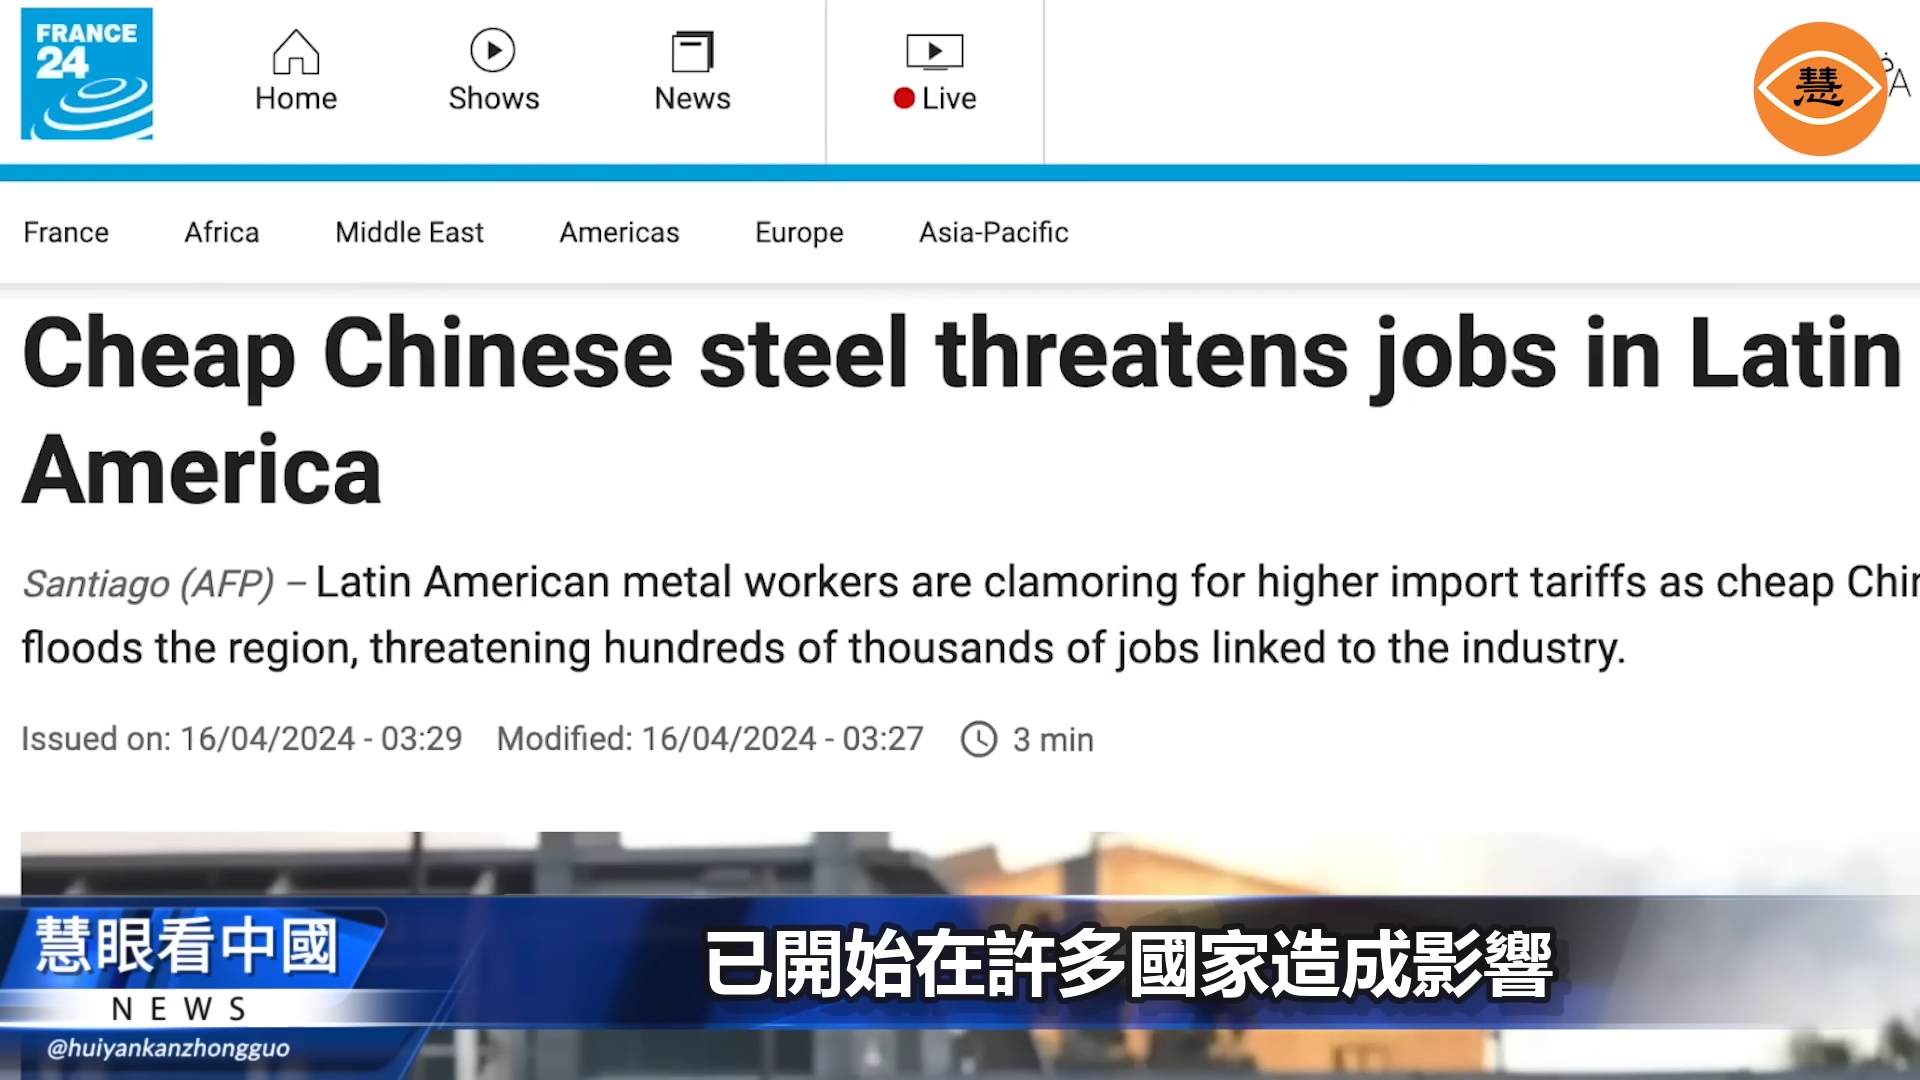 FRANCE
24
Home
Shows
News
Live
慧
France
Africa
Middle East
Americas
Europe
Asia-Pacific
Cheap Chinese steel threatens jobs in Latin
America
Santiago (AFP) – Latin American metal workers are clamoring for higher import tariffs as cheap
floods the region, threatening hundreds of thousands of jobs linked to the industry.
Issued on: 16/04/2024 - 03:29 Modified: 16/04/2024 - 03:27 3 min
慧眼看中國
NEWS
@huiyankanzhongguo
已開始在許多國家造成影響